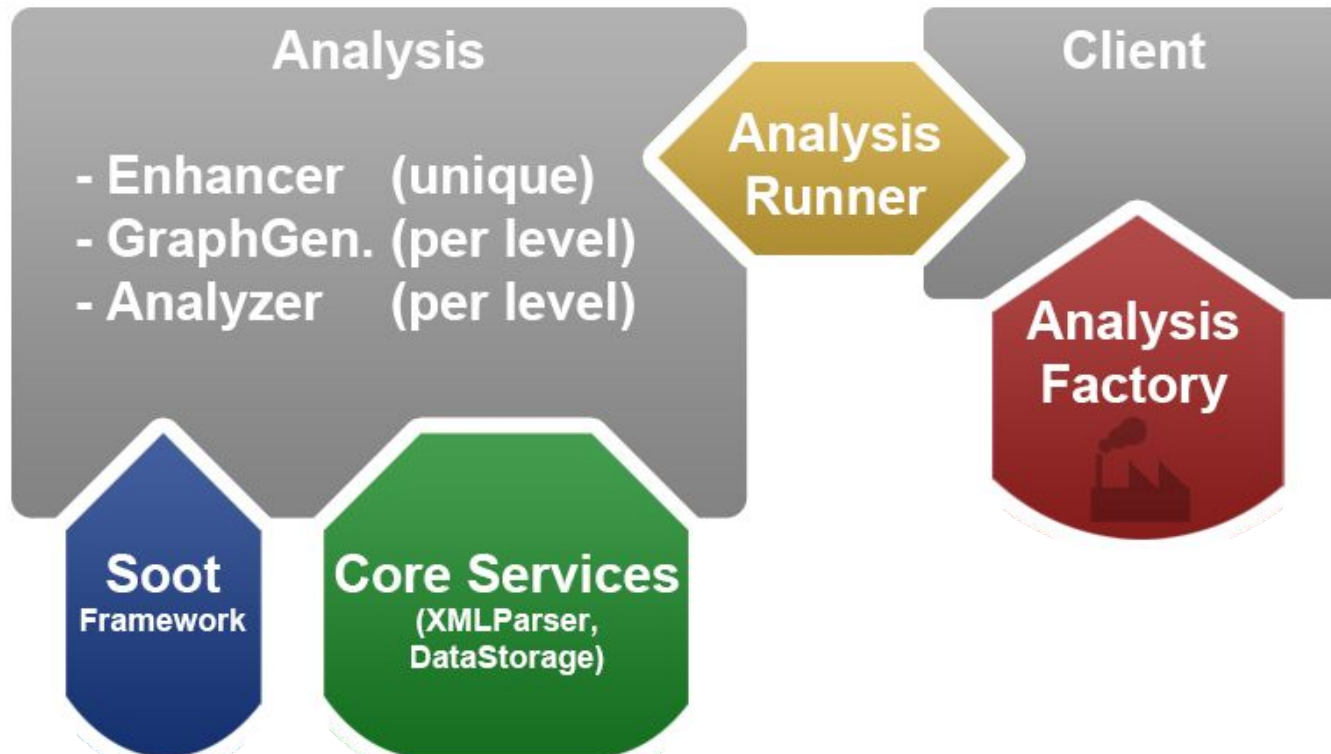 Analysis
- Enhancer (unique)
- GraphGen. (per level)
- Analyzer (per level)
Analysis
Runner
Client
Analysis
Factory
Soot
Framework
Core Services
(XMLParser,
DataStorage)